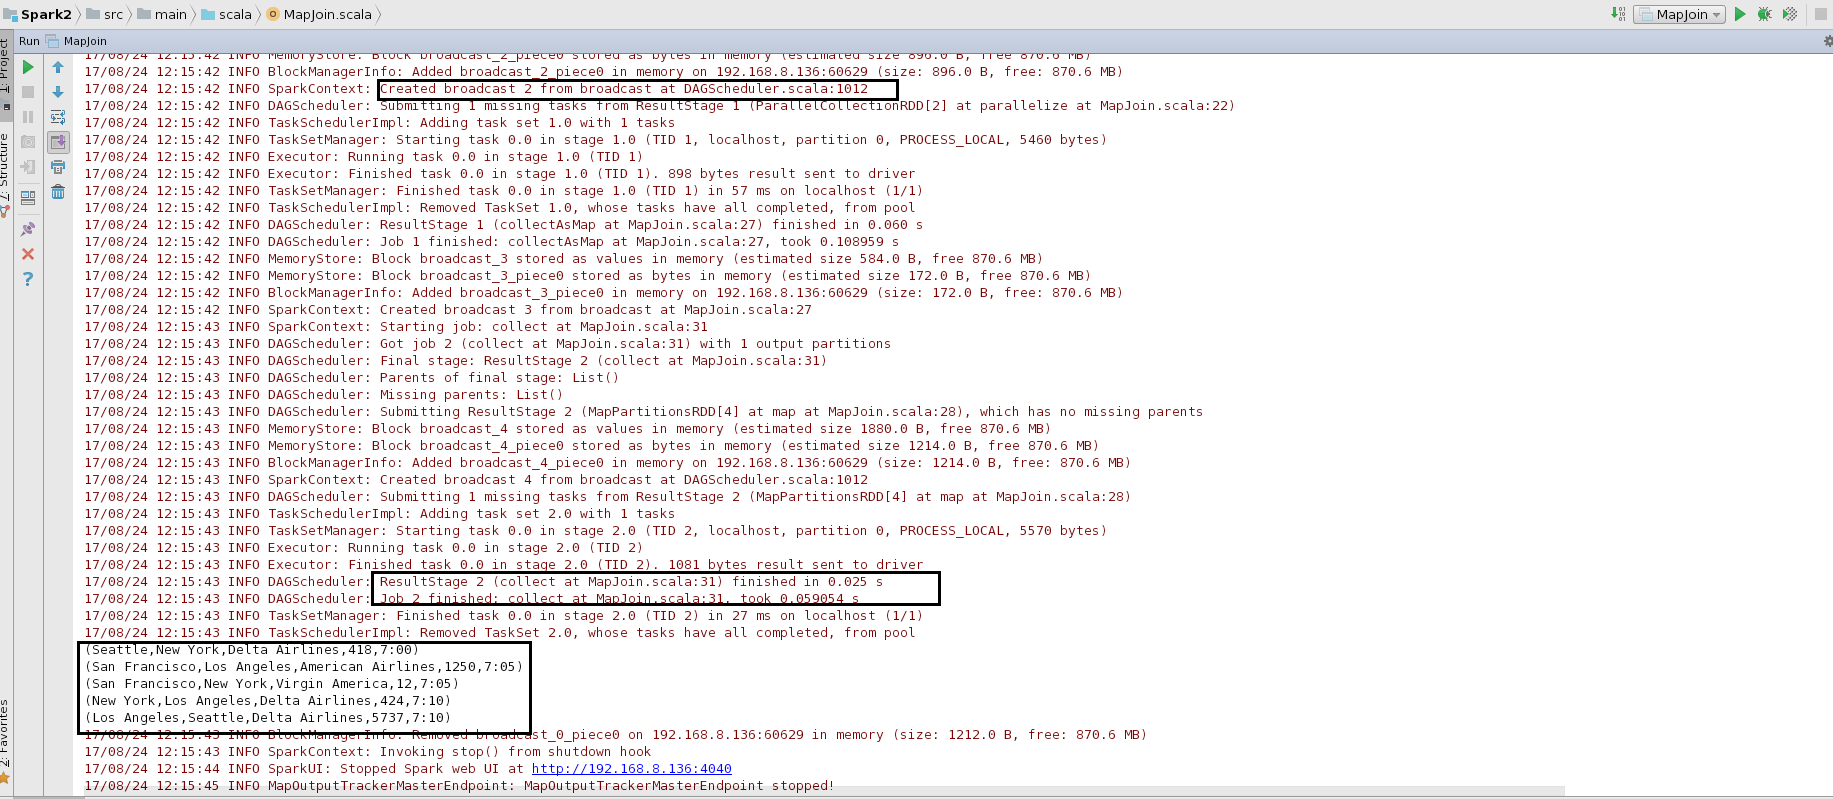 Spark2 src main scala MapJoin.scala MapJoin
Run MapJoin
1: Project
7: Structure
2: Favorites
17/08/24 12:15:42 INFO MemoryStore: Block broadcast_2_piece0 stored as bytes in memory (estimated size 896.0 B, free 870.6 MB)
17/08/24 12:15:42 INFO BlockManagerInfo: Added broadcast_2_piece0 in memory on 192.168.8.136:60629 (size: 896.0 B, free: 870.6 MB)
17/08/24 12:15:42 INFO SparkContext: Created broadcast 2 from broadcast at DAGScheduler.scala:1012
17/08/24 12:15:42 INFO DAGScheduler: Submitting 1 missing tasks from ResultStage 1 (ParallelCollectionRDD[2] at parallelize at MapJoin.scala:22)
17/08/24 12:15:42 INFO TaskSchedulerImpl: Adding task set 1.0 with 1 tasks
17/08/24 12:15:42 INFO TaskSetManager: Starting task 0.0 in stage 1.0 (TID 1, localhost, partition 0, PROCESS_LOCAL, 5460 bytes)
17/08/24 12:15:42 INFO Executor: Running task 0.0 in stage 1.0 (TID 1)
17/08/24 12:15:42 INFO Executor: Finished task 0.0 in stage 1.0 (TID 1). 898 bytes result sent to driver
17/08/24 12:15:42 INFO TaskSetManager: Finished task 0.0 in stage 1.0 (TID 1) in 57 ms on localhost (1/1)
17/08/24 12:15:42 INFO TaskSchedulerImpl: Removed TaskSet 1.0, whose tasks have all completed, from pool
17/08/24 12:15:42 INFO DAGScheduler: ResultStage 1 (collectAsMap at MapJoin.scala:27) finished in 0.060 s
17/08/24 12:15:42 INFO DAGScheduler: Job 1 finished: collectAsMap at MapJoin.scala:27, took 0.108959 s
17/08/24 12:15:42 INFO MemoryStore: Block broadcast_3 stored as values in memory (estimated size 584.0 B, free 870.6 MB)
17/08/24 12:15:42 INFO MemoryStore: Block broadcast_3_piece0 stored as bytes in memory (estimated size 172.0 B, free 870.6 MB)
17/08/24 12:15:42 INFO BlockManagerInfo: Added broadcast_3_piece0 in memory on 192.168.8.136:60629 (size: 172.0 B, free: 870.6 MB)
17/08/24 12:15:42 INFO SparkContext: Created broadcast 3 from broadcast at MapJoin.scala:27
17/08/24 12:15:43 INFO SparkContext: Starting job: collect at MapJoin.scala:31
17/08/24 12:15:43 INFO DAGScheduler: Got job 2 (collect at MapJoin.scala:31) with 1 output partitions
17/08/24 12:15:43 INFO DAGScheduler: Final stage: ResultStage 2 (collect at MapJoin.scala:31)
17/08/24 12:15:43 INFO DAGScheduler: Parents of final stage: List()
17/08/24 12:15:43 INFO DAGScheduler: Missing parents: List()
17/08/24 12:15:43 INFO DAGScheduler: Submitting ResultStage 2 (MapPartitionsRDD[4] at map at MapJoin.scala:28), which has no missing parents
17/08/24 12:15:43 INFO MemoryStore: Block broadcast_4 stored as values in memory (estimated size 1880.0 B, free 870.6 MB)
17/08/24 12:15:43 INFO MemoryStore: Block broadcast_4_piece0 stored as bytes in memory (estimated size 1214.0 B, free 870.6 MB)
17/08/24 12:15:43 INFO BlockManagerInfo: Added broadcast_4_piece0 in memory on 192.168.8.136:60629 (size: 1214.0 B, free: 870.6 MB)
17/08/24 12:15:43 INFO SparkContext: Created broadcast 4 from broadcast at DAGScheduler.scala:1012
17/08/24 12:15:43 INFO DAGScheduler: Submitting 1 missing tasks from ResultStage 2 (MapPartitionsRDD[4] at map at MapJoin.scala:28)
17/08/24 12:15:43 INFO TaskSchedulerImpl: Adding task set 2.0 with 1 tasks
17/08/24 12:15:43 INFO TaskSetManager: Starting task 0.0 in stage 2.0 (TID 2, localhost, partition 0, PROCESS_LOCAL, 5570 bytes)
17/08/24 12:15:43 INFO Executor: Running task 0.0 in stage 2.0 (TID 2)
17/08/24 12:15:43 INFO Executor: Finished task 0.0 in stage 2.0 (TID 2). 1081 bytes result sent to driver
17/08/24 12:15:43 INFO DAGScheduler: ResultStage 2 (collect at MapJoin.scala:31) finished in 0.025 s
17/08/24 12:15:43 INFO DAGScheduler: Job 2 finished: collect at MapJoin.scala:31, took 0.059054 s
17/08/24 12:15:43 INFO TaskSetManager: Finished task 0.0 in stage 2.0 (TID 2) in 27 ms on localhost (1/1)
17/08/24 12:15:43 INFO TaskSchedulerImpl: Removed TaskSet 2.0, whose tasks have all completed, from pool
(Seattle,New York,Delta Airlines,418,7:00)
(San Francisco,Los Angeles,American Airlines,1250,7:05)
(San Francisco,New York,Virgin America,12,7:05)
(New York,Los Angeles,Delta Airlines,424,7:10)
(Los Angeles,Seattle,Delta Airlines,5737,7:10)
17/08/24 12:15:43 INFO BlockManagerInfo: Removed broadcast_0_piece0 on 192.168.8.136:60629 in memory (size: 1212.0 B, free: 870.6 MB)
17/08/24 12:15:43 INFO SparkContext: Invoking stop() from shutdown hook
17/08/24 12:15:44 INFO SparkUI: Stopped Spark web UI at http://192.168.8.136:4040
17/08/24 12:15:45 INFO MapOutputTrackerMasterEndpoint: MapOutputTrackerMasterEndpoint stopped!